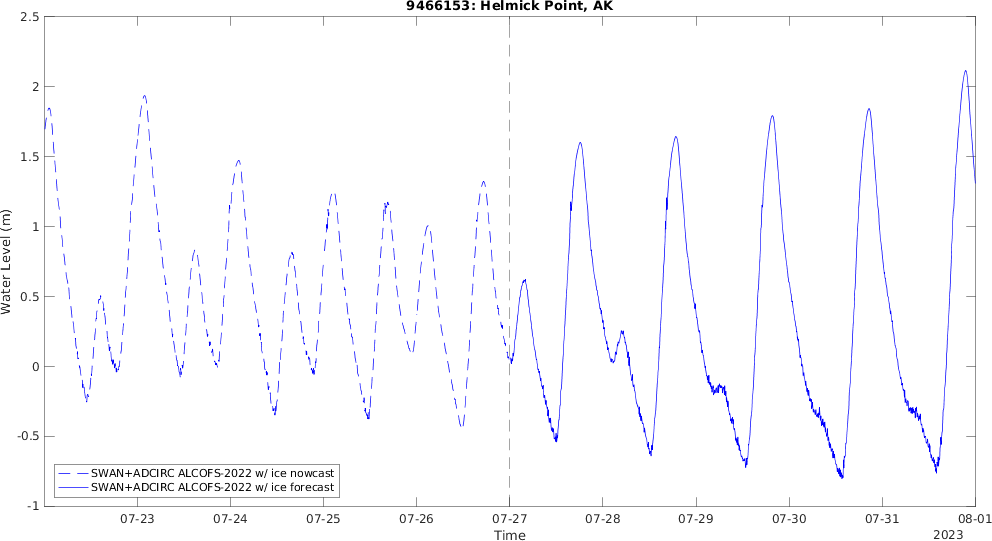 9466153: Helmick Point, AK
2.5
2
1.5
1
0.5
0
-0.5
-1
Water Level (m)
SWAN+ADCIRC ALCOFS-2022 w/ ice nowcast
SWAN+ADCIRC ALCOFS-2022 w/ ice forecast
07-23 07-24 07-25 07-26 07-27 07-28 07-29 07-30 07-31 08-01
Time
2023